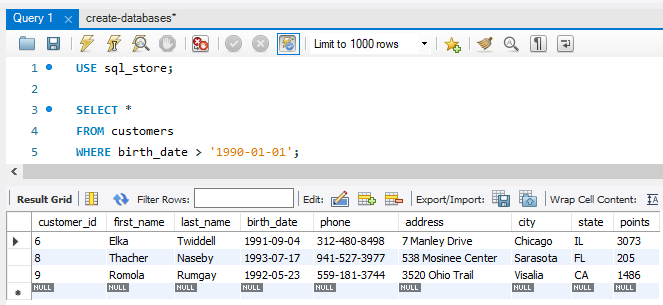 Query 1 create-databases*
Limit to 1000 rows
1 USE sql_store;
2
3 SELECT *
4 FROM customers
5 WHERE birth_date > '1990-01-01';
Result Grid Filter Rows: Edit: Export/Import: Wrap Cell Content:
customer_id first_name last_name birth_date phone address city state points
6 Elka Twiddell 1991-09-04 312-480-8498 7 Manley Drive Chicago IL 3073
8 Thacher Naseby 1993-07-17 941-527-3977 538 Mosinee Center Sarasota FL 205
9 Romola Rumgay 1992-05-23 559-181-3744 3520 Ohio Trail Visalia CA 1486
NULL NULL NULL NULL NULL NULL NULL NULL NULL